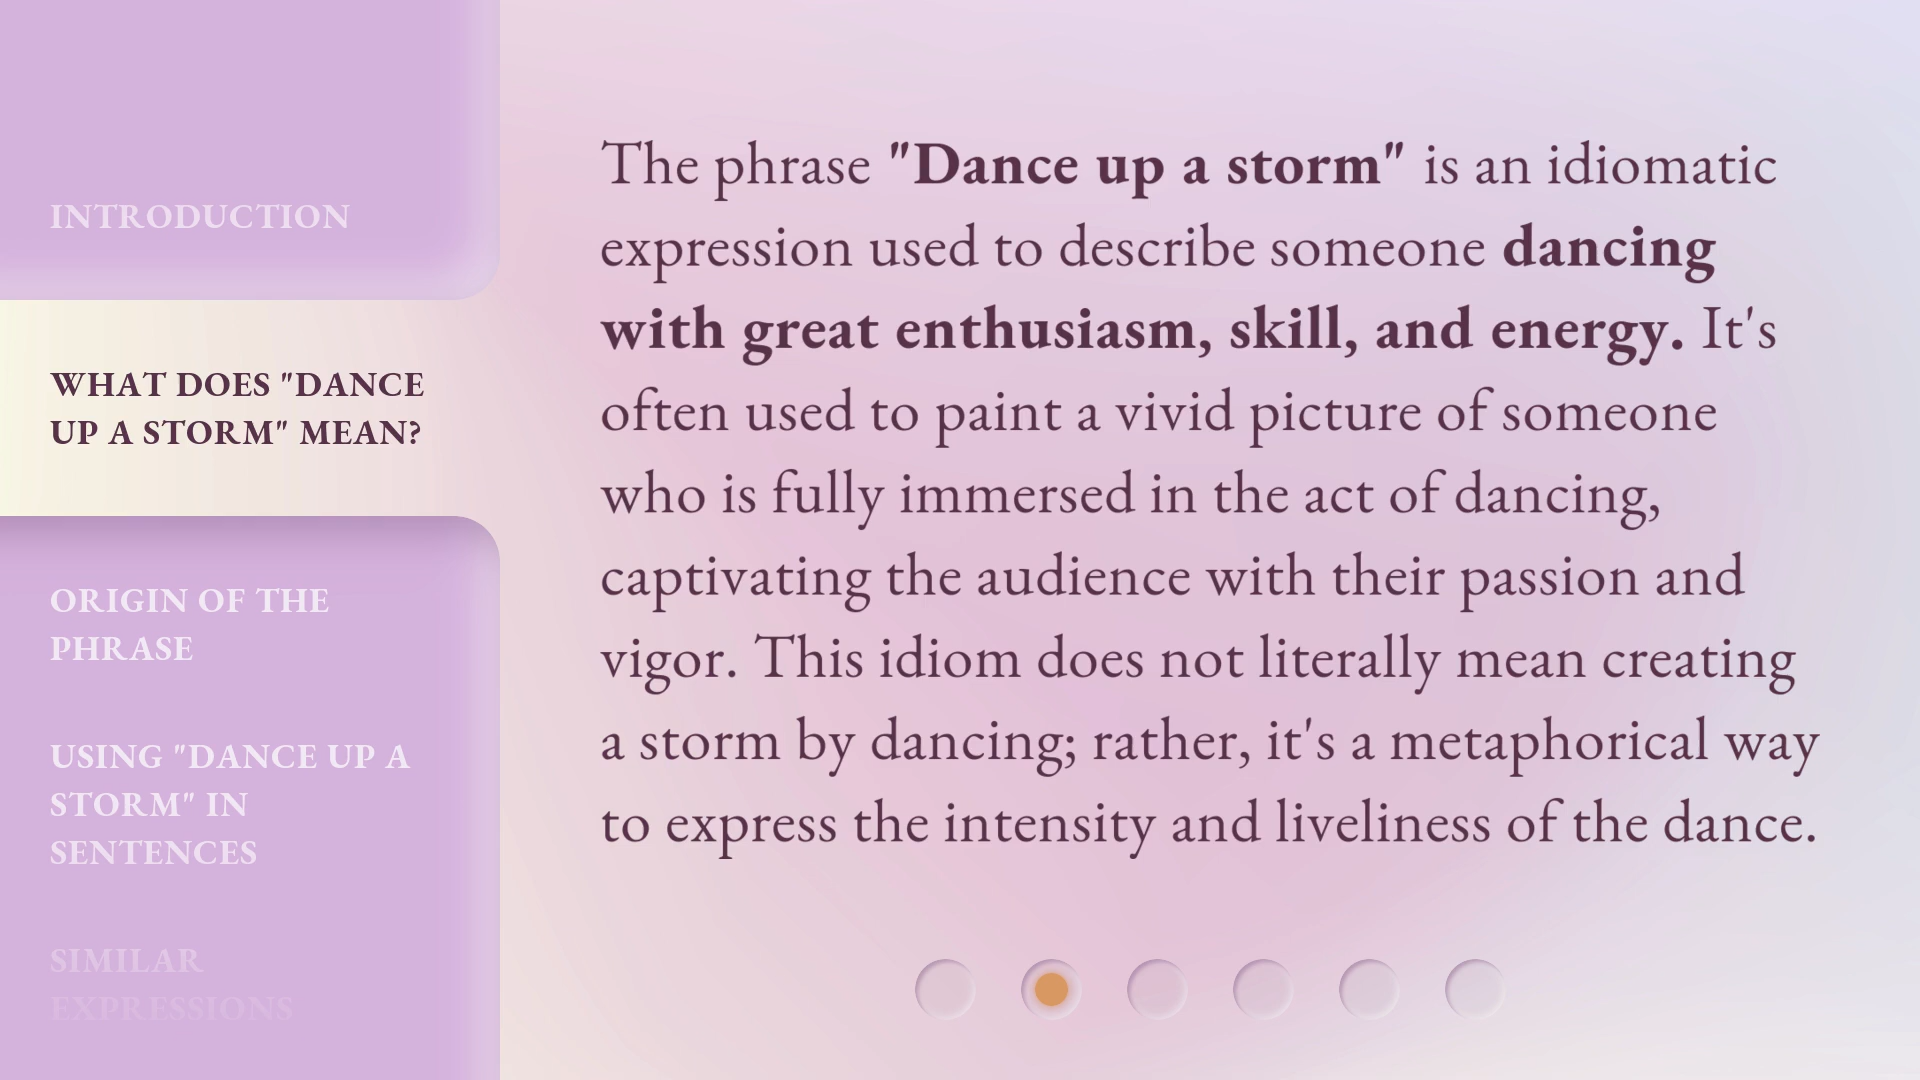 INTRODUCTION
WHAT DOES "DANCE
UP A STORM" MEAN?
ORIGIN OF THE
PHRASE
USING "DANCE UP A
STORM" IN
SENTENCES
SIMILAR
EXPRESSIONS
The phrase "Dance up a storm" is an idiomatic
expression used to describe someone dancing
with great enthusiasm, skill, and energy. It's
often used to paint a vivid picture of someone
who is fully immersed in the act of dancing,
captivating the audience with their passion and
vigor. This idiom does not literally mean creating
a storm by dancing; rather, it's a metaphorical way
to express the intensity and liveliness of the dance.